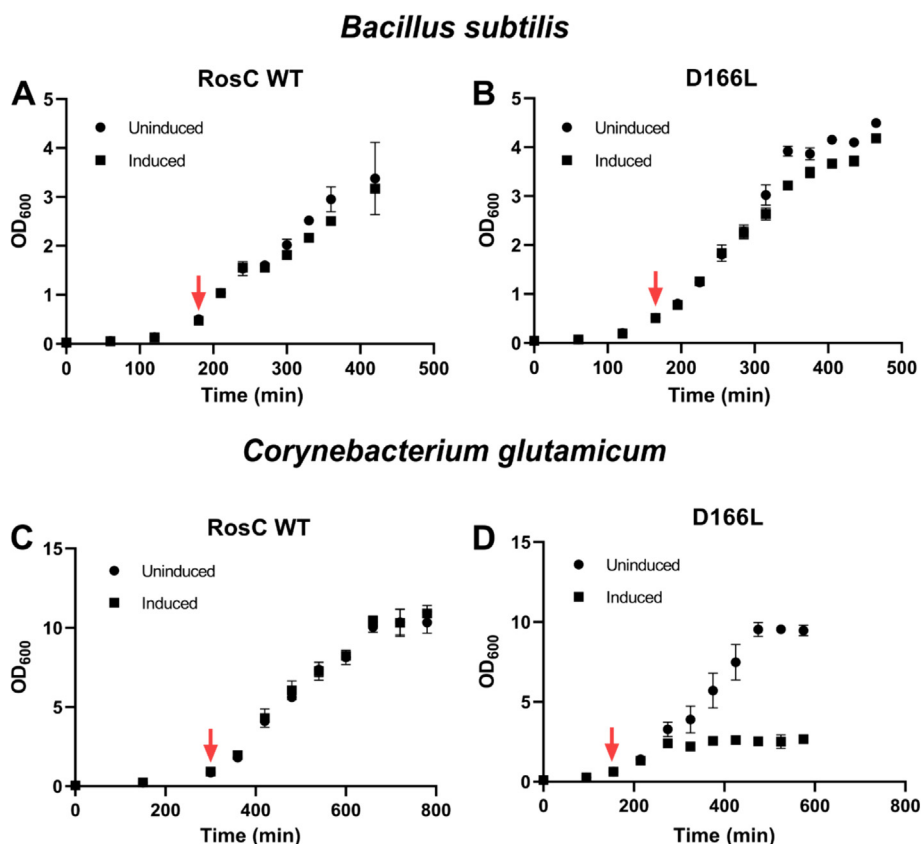 Bacillus subtilis
A
RosC WT
5
4
3
2
1
0
OD600
Uninduced
Induced
0 100 200 300 400 500
Time (min)
B
D166L
5
4
3
2
1
0
OD600
Uninduced
Induced
0 100 200 300 400 500
Time (min)
Corynebacterium glutamicum
C
RosC WT
15
10
5
0
OD600
Uninduced
Induced
0 200 400 600 800
Time (min)
D
D166L
15
10
5
0
OD600
Uninduced
Induced
0 200 400 600 800
Time (min)